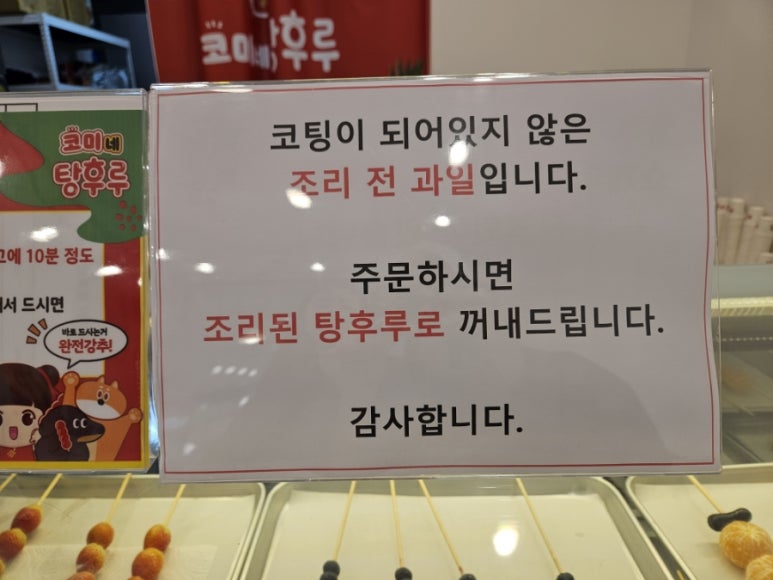 코미네
탕후루
코팅이 되어있지 않은
조리 전 과일입니다.
주문하시면
조리된 탕후루로 꺼내드립니다.
감사합니다.
코미네
탕후루
10분 정도
드시면
바로 드시는거
완전강추!